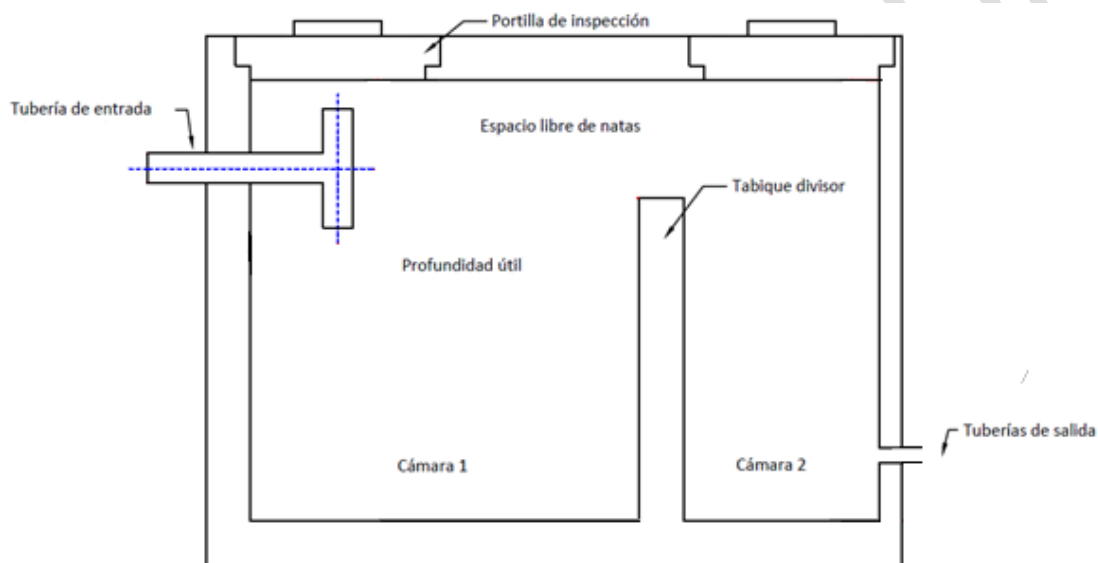 Portilla de inspección
Tubería de entrada
Espacio libre de natas
Tabique divisor
Profundidad útil
Tuberías de salida
Cámara 1
Cámara 2